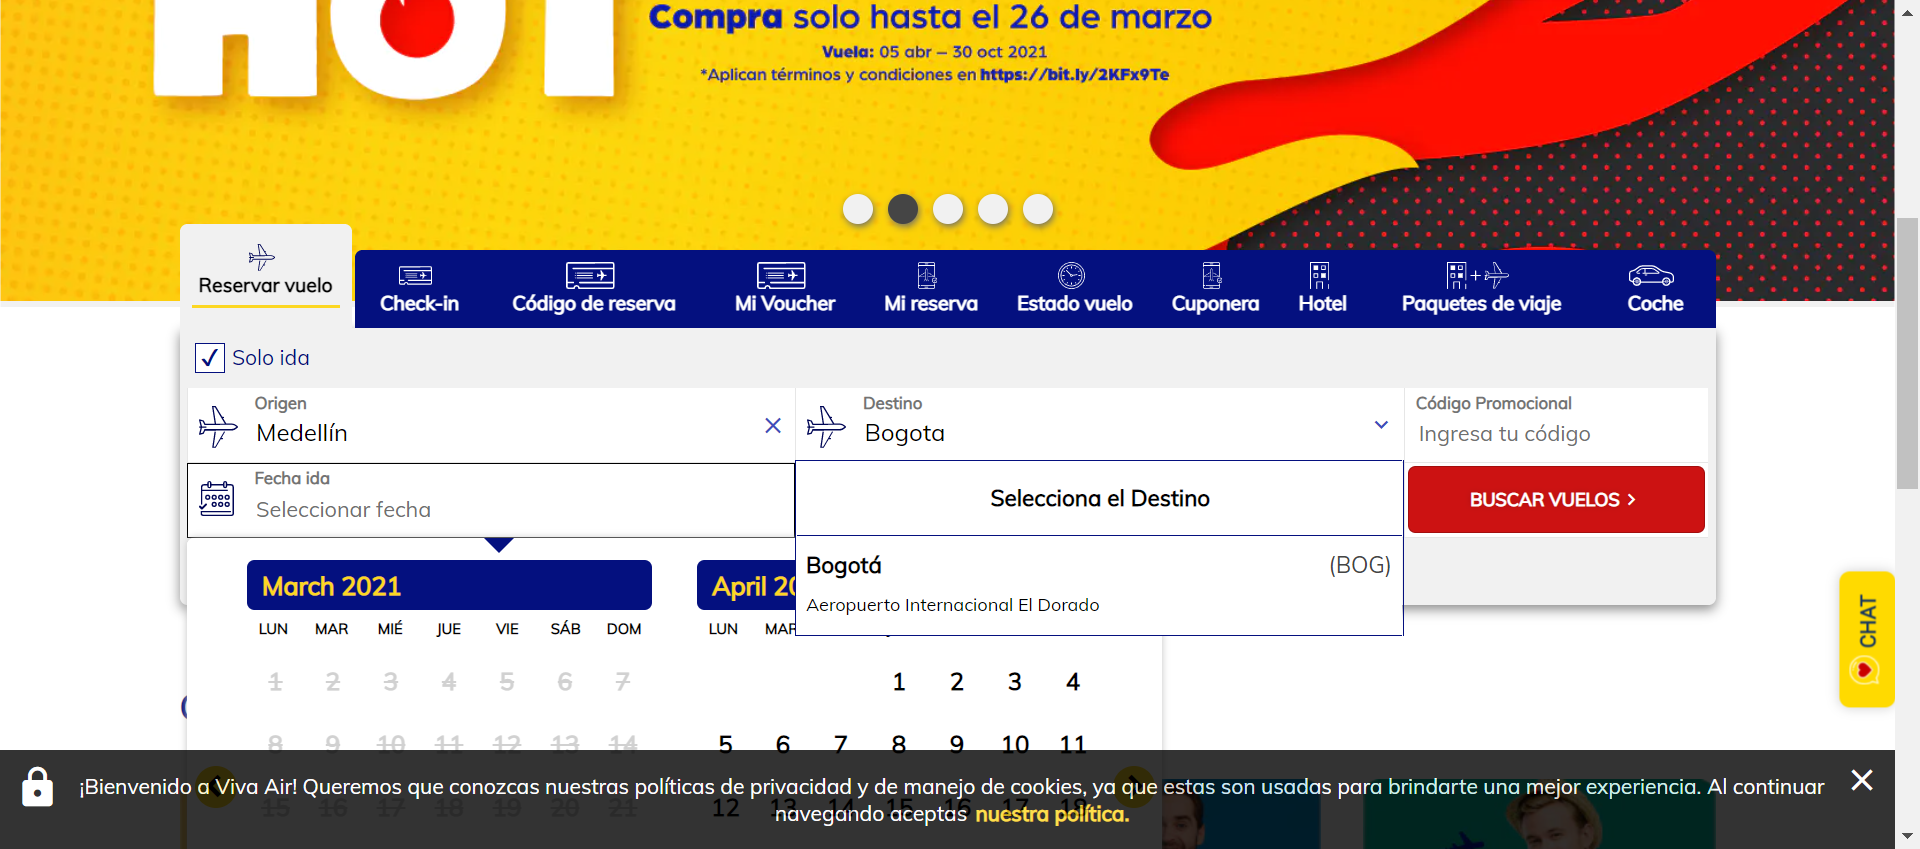 HOT
Compra solo hasta el 26 de marzo
Vuela: 05 abr – 30 oct 2021
*Aplican términos y condiciones en https://bit.ly/2KFx9Te
Reservar vuelo
Check-in
Código de reserva
Mi Voucher
Mi reserva
Estado vuelo
Cuponera
Hotel
Paquetes de viaje
Coche
Solo ida
Origen
Medellín
Destino
Bogota
Código Promocional
Ingresa tu código
Fecha ida
Seleccionar fecha
Selecciona el Destino
BUSCAR VUELOS
Bogotá (BOG)
Aeropuerto Internacional El Dorado
March 2021
LUN MAR MIÉ JUE VIE SÁB DOM
1 2 3 4 5 6 7
8 9 10 11 12 13 14
15 16 17 18 19 20 21
April 20
LUN MAR
1 2 3 4
5 6 7 8 9 10 11
12 13 14 15 16 17 18
CHAT
¡Bienvenido a Viva Air! Queremos que conozcas nuestras políticas de privacidad y de manejo de cookies, ya que estas son usadas para brindarte una mejor experiencia. Al continuar
navegando aceptas nuestra política.